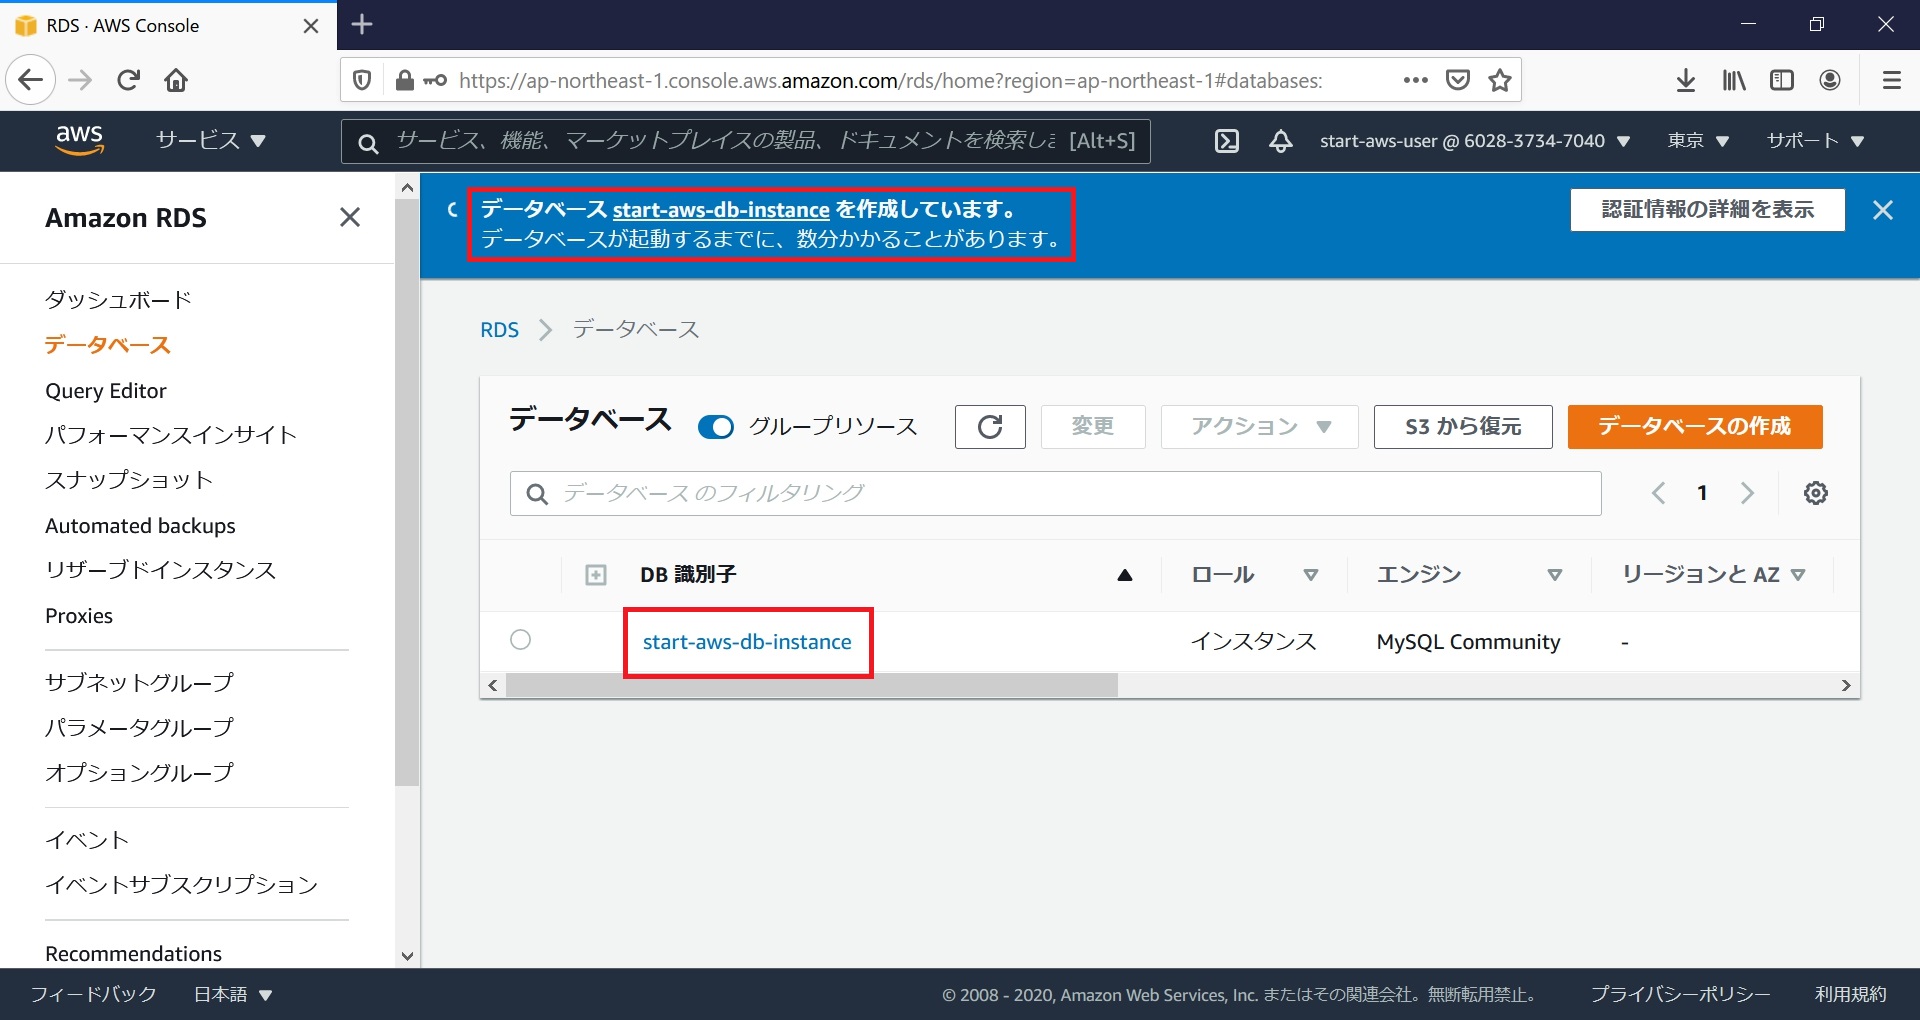 RDS · AWS Console
https://ap-northeast-1.console.aws.amazon.com/rds/home?region=ap-northeast-1#databases:
aws
サービス
サービス、機能、マーケットプレイスの製品、ドキュメントを検索しま [Alt+S]
start-aws-user @ 6028-3734-7040
東京
サポート
Amazon RDS
ダッシュボード
データベース
Query Editor
パフォーマンスインサイト
スナップショット
Automated backups
リザーブドインスタンス
Proxies
サブネットグループ
パラメータグループ
オプショングループ
イベント
イベントサブスクリプション
Recommendations
データベース start-aws-db-instance を作成しています。
データベースが起動するまでに、数分かかることがあります。
認証情報の詳細を表示
RDS > データベース
データベース
グループリソース
変更
アクション
S3 から復元
データベースの作成
データベース のフィルタリング
1
DB 識別子 ロール エンジン リージョンと AZ
start-aws-db-instance インスタンス MySQL Community -
フィードバック
日本語
© 2008 - 2020, Amazon Web Services, Inc. またはその関連会社。無断転用禁止。
プライバシーポリシー
利用規約